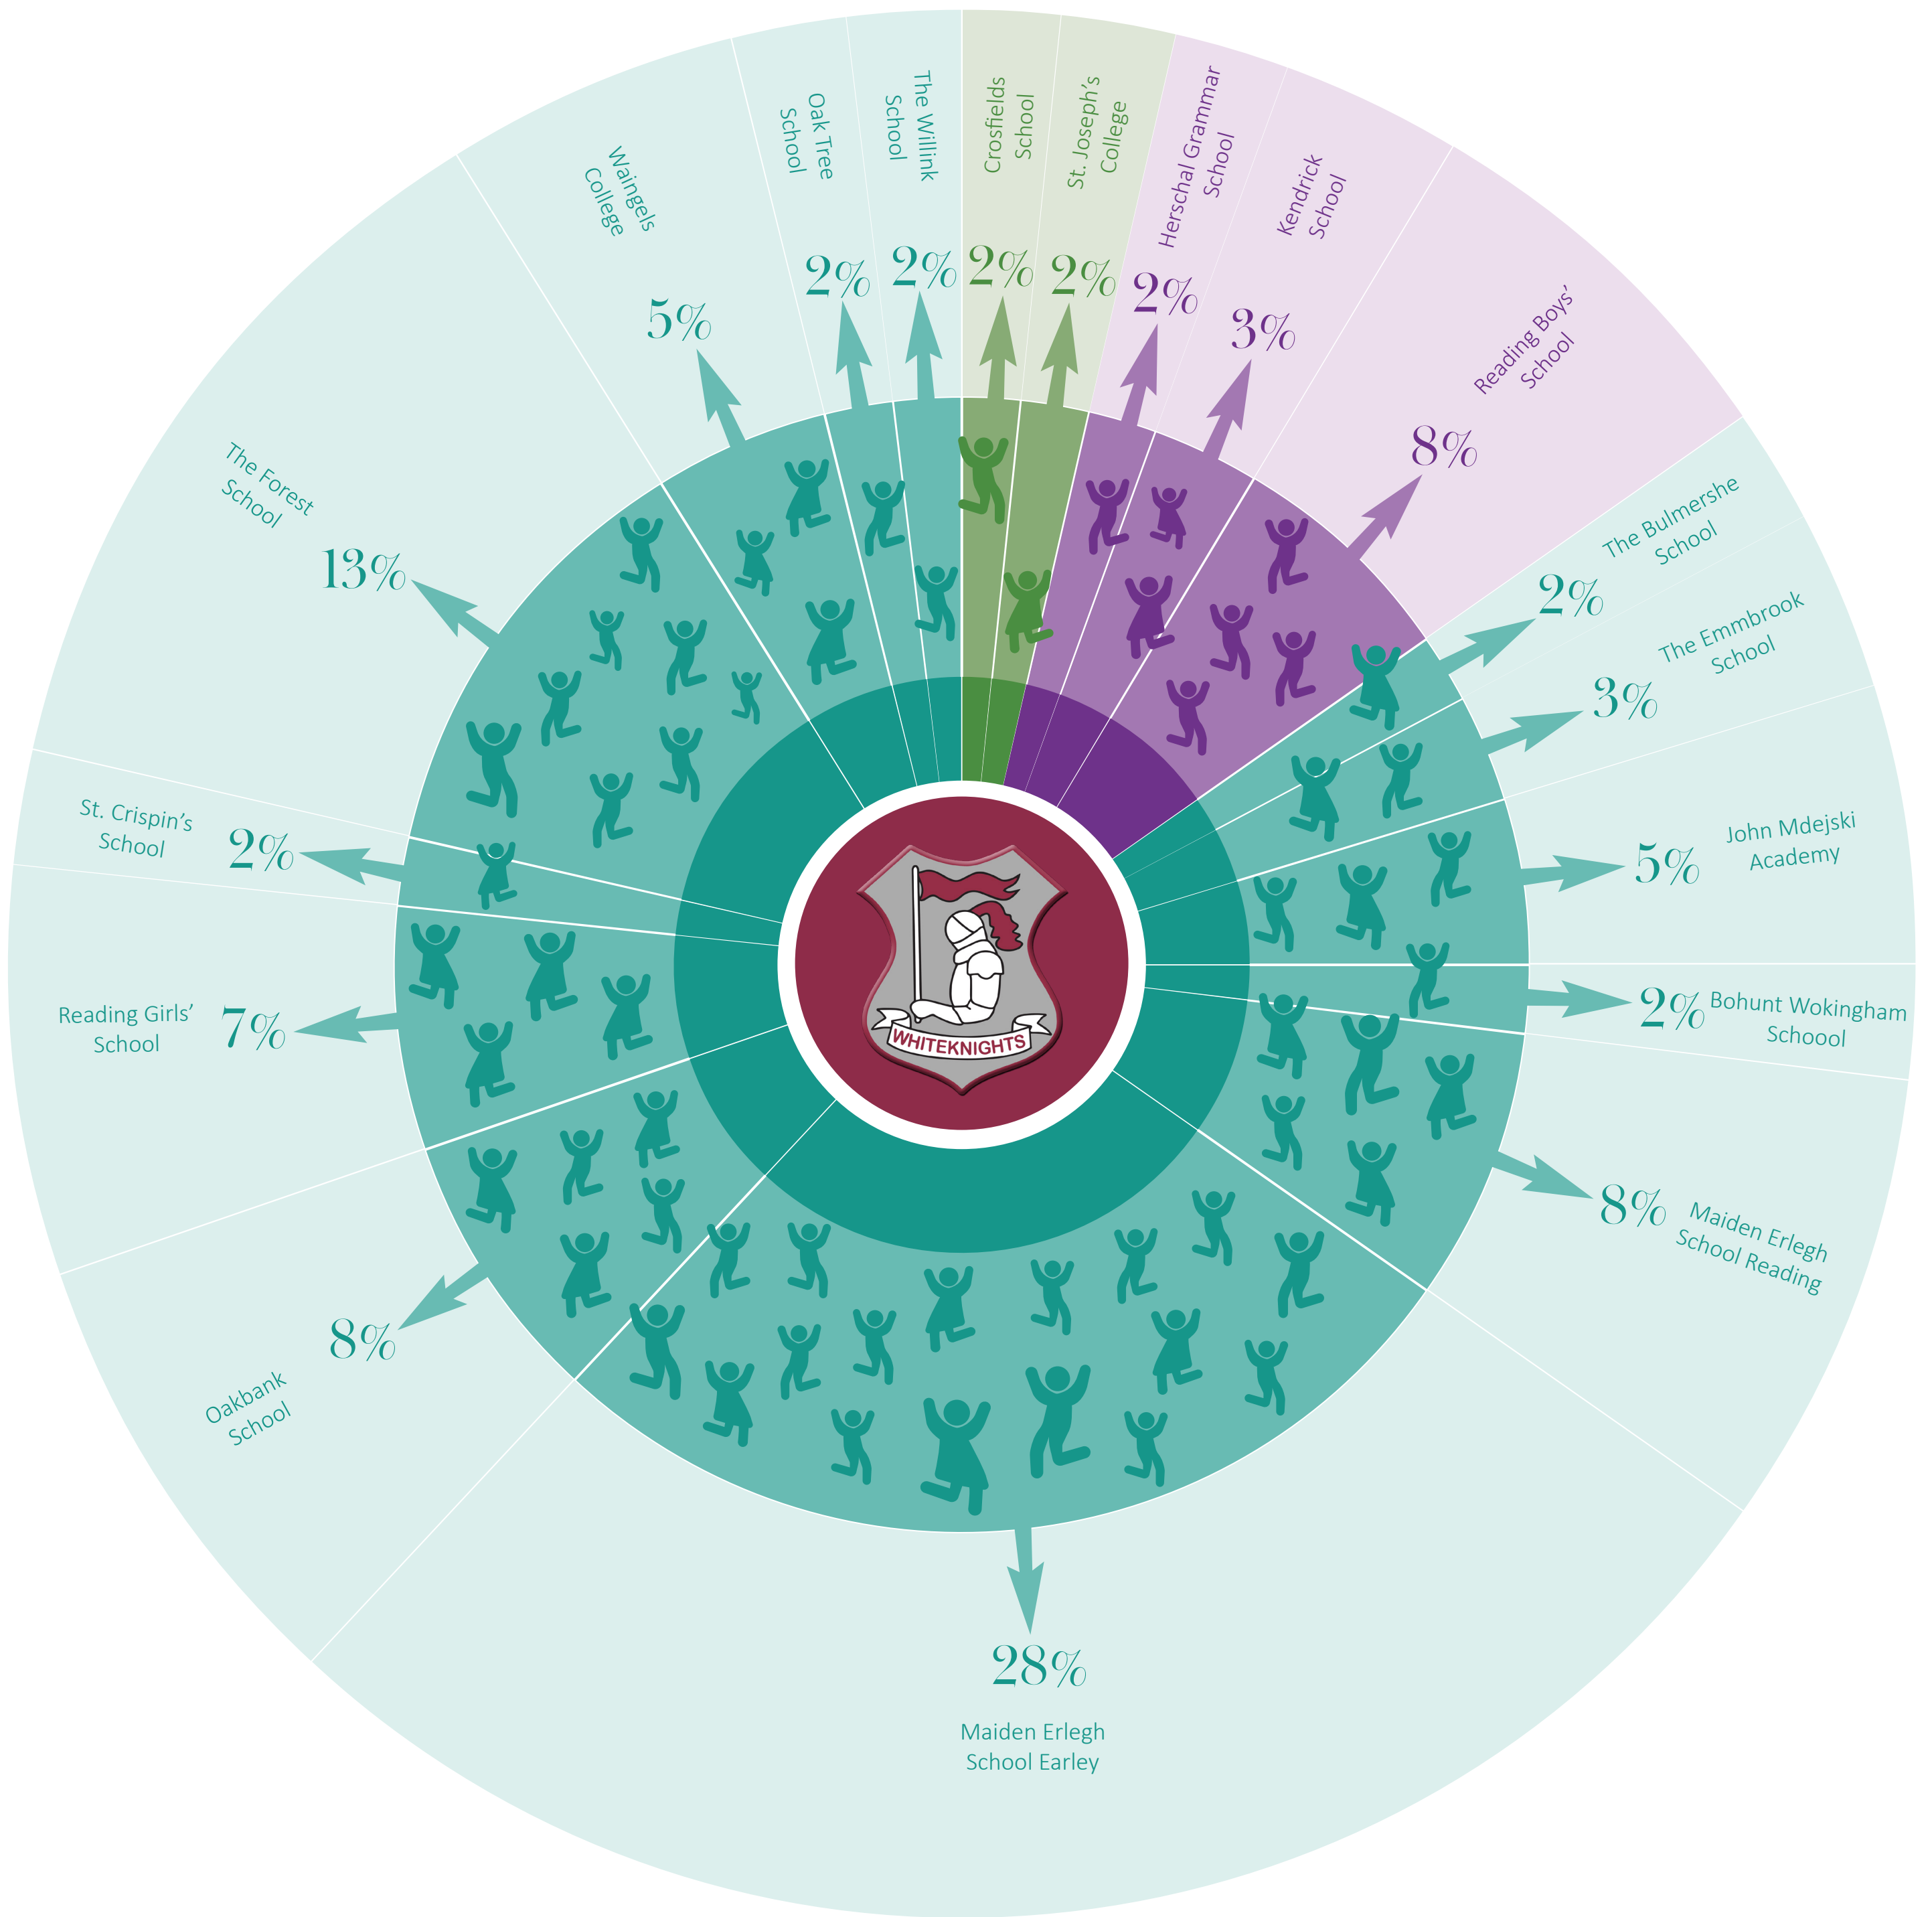 Crosfields
School
2%
St. Joseph's
College
2%
Herschal Grammar
School
2%
Kendrick
School
3%
Reading Boys'
School
8%
The Bulmershe
School
2%
The Emmbrook
School
3%
John Mdejski
Academy
5%
Bohunt Wokingham
Schoool
2%
Maiden Erlegh
School Reading
8%
28%
Maiden Erlegh
School Earley
Oakbank
School
8%
Reading Girls'
School
7%
St. Crispin's
School
2%
The Forest
School
13%
Waingels
College
5%
Oak Tree
School
2%
The Willink
School
2%
WHITEKNIGHTS